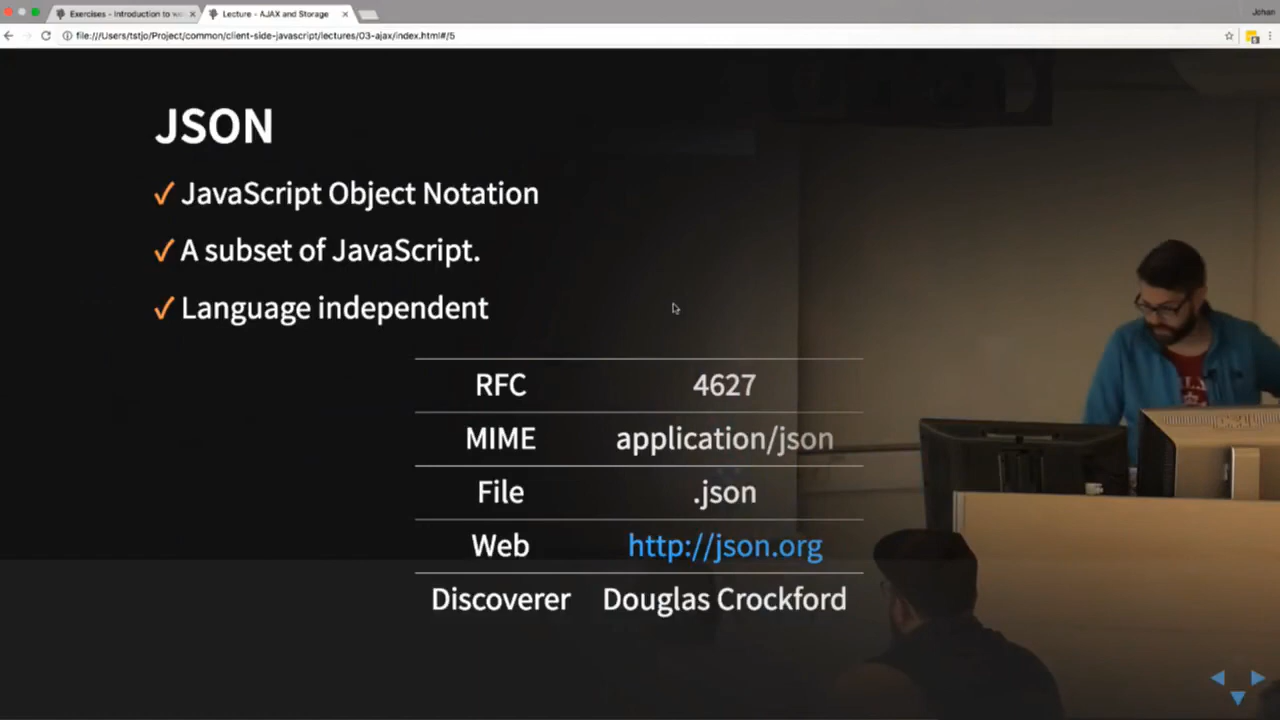 Exercises - Introduction to we
Lecture - AJAX and Storage
Johan
file:///Users/tstjo/Project/common/client-side-javascript/lectures/03-ajax/index.html#/5
JSON
✓ JavaScript Object Notation
✓ A subset of JavaScript.
✓ Language independent
RFC 4627
MIME application/json
File .json
Web http://json.org
Discoverer Douglas Crockford
DELL